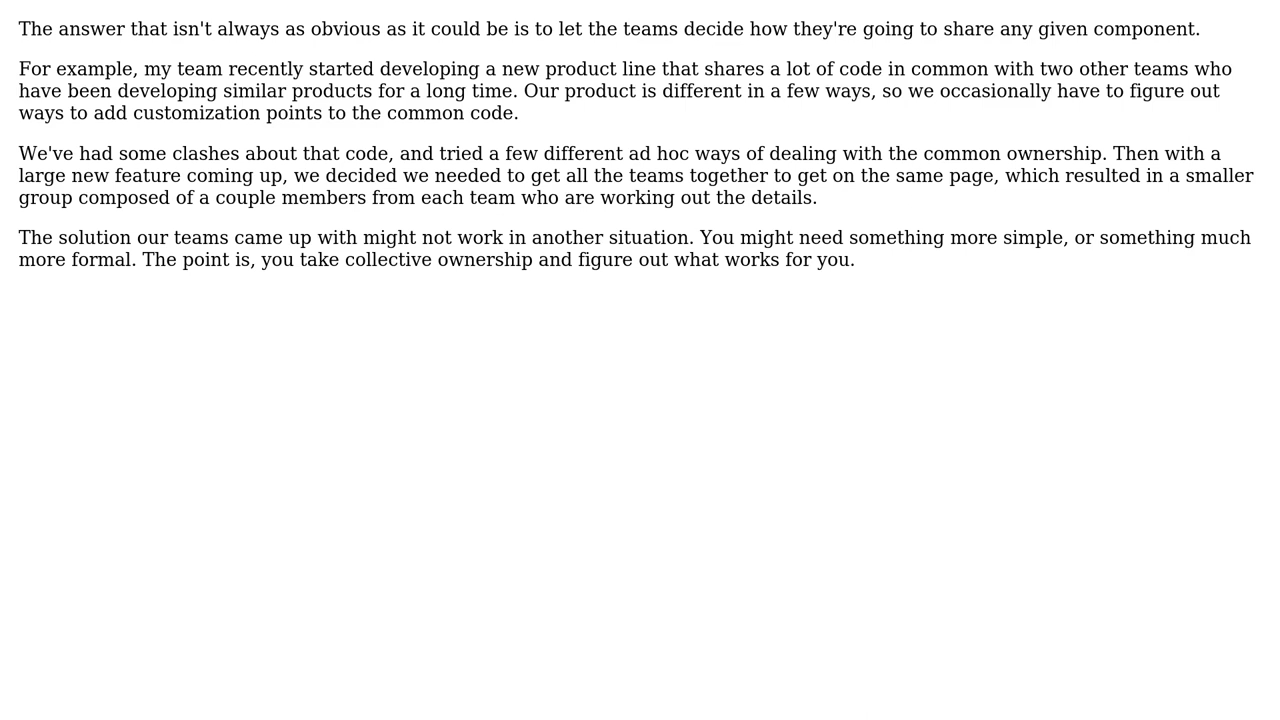 The answer that isn't always as obvious as it could be is to let the teams decide how they're going to share any given component.
For example, my team recently started developing a new product line that shares a lot of code in common with two other teams who
have been developing similar products for a long time. Our product is different in a few ways, so we occasionally have to figure out
ways to add customization points to the common code.
We've had some clashes about that code, and tried a few different ad hoc ways of dealing with the common ownership. Then with a
large new feature coming up, we decided we needed to get all the teams together to get on the same page, which resulted in a smaller
group composed of a couple members from each team who are working out the details.
The solution our teams came up with might not work in another situation. You might need something more simple, or something much
more formal. The point is, you take collective ownership and figure out what works for you.